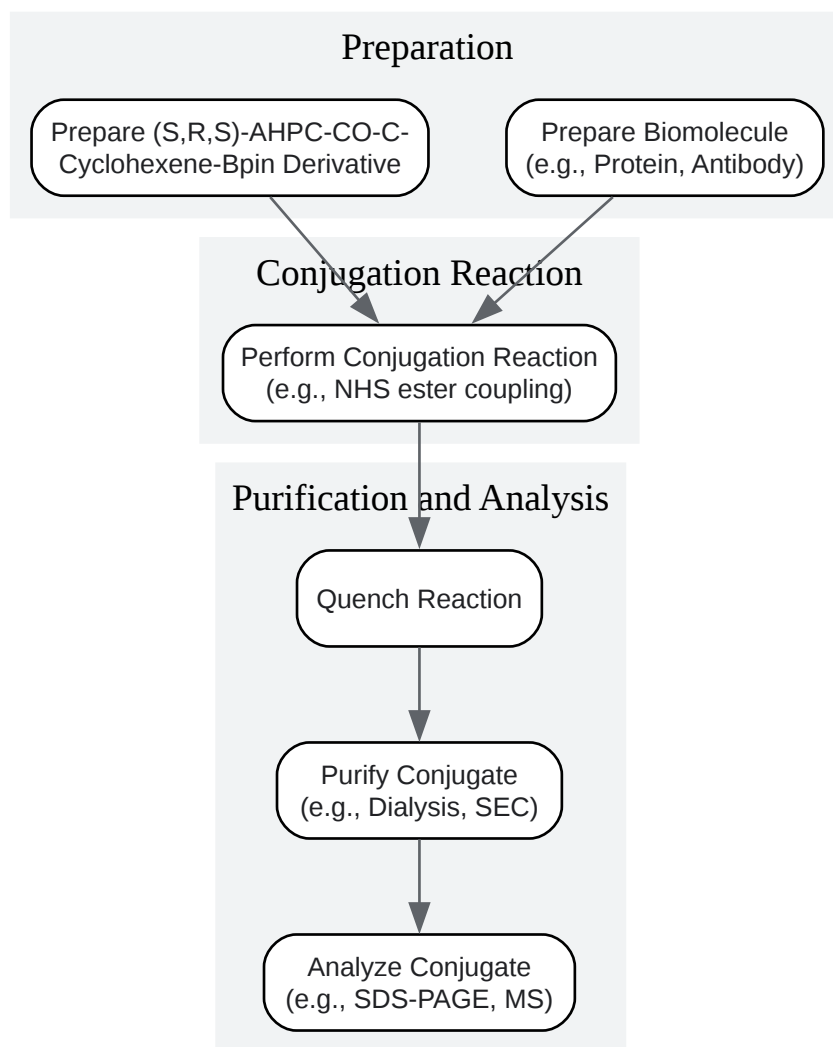 Preparation
Prepare (S,R,S)-AHPC-CO-C-
Cyclohexene-Bpin Derivative
Prepare Biomolecule
(e.g., Protein, Antibody)
Conjugation Reaction
Perform Conjugation Reaction
(e.g., NHS ester coupling)
Purification and Analysis
Quench Reaction
Purify Conjugate
(e.g., Dialysis, SEC)
Analyze Conjugate
(e.g., SDS-PAGE, MS)